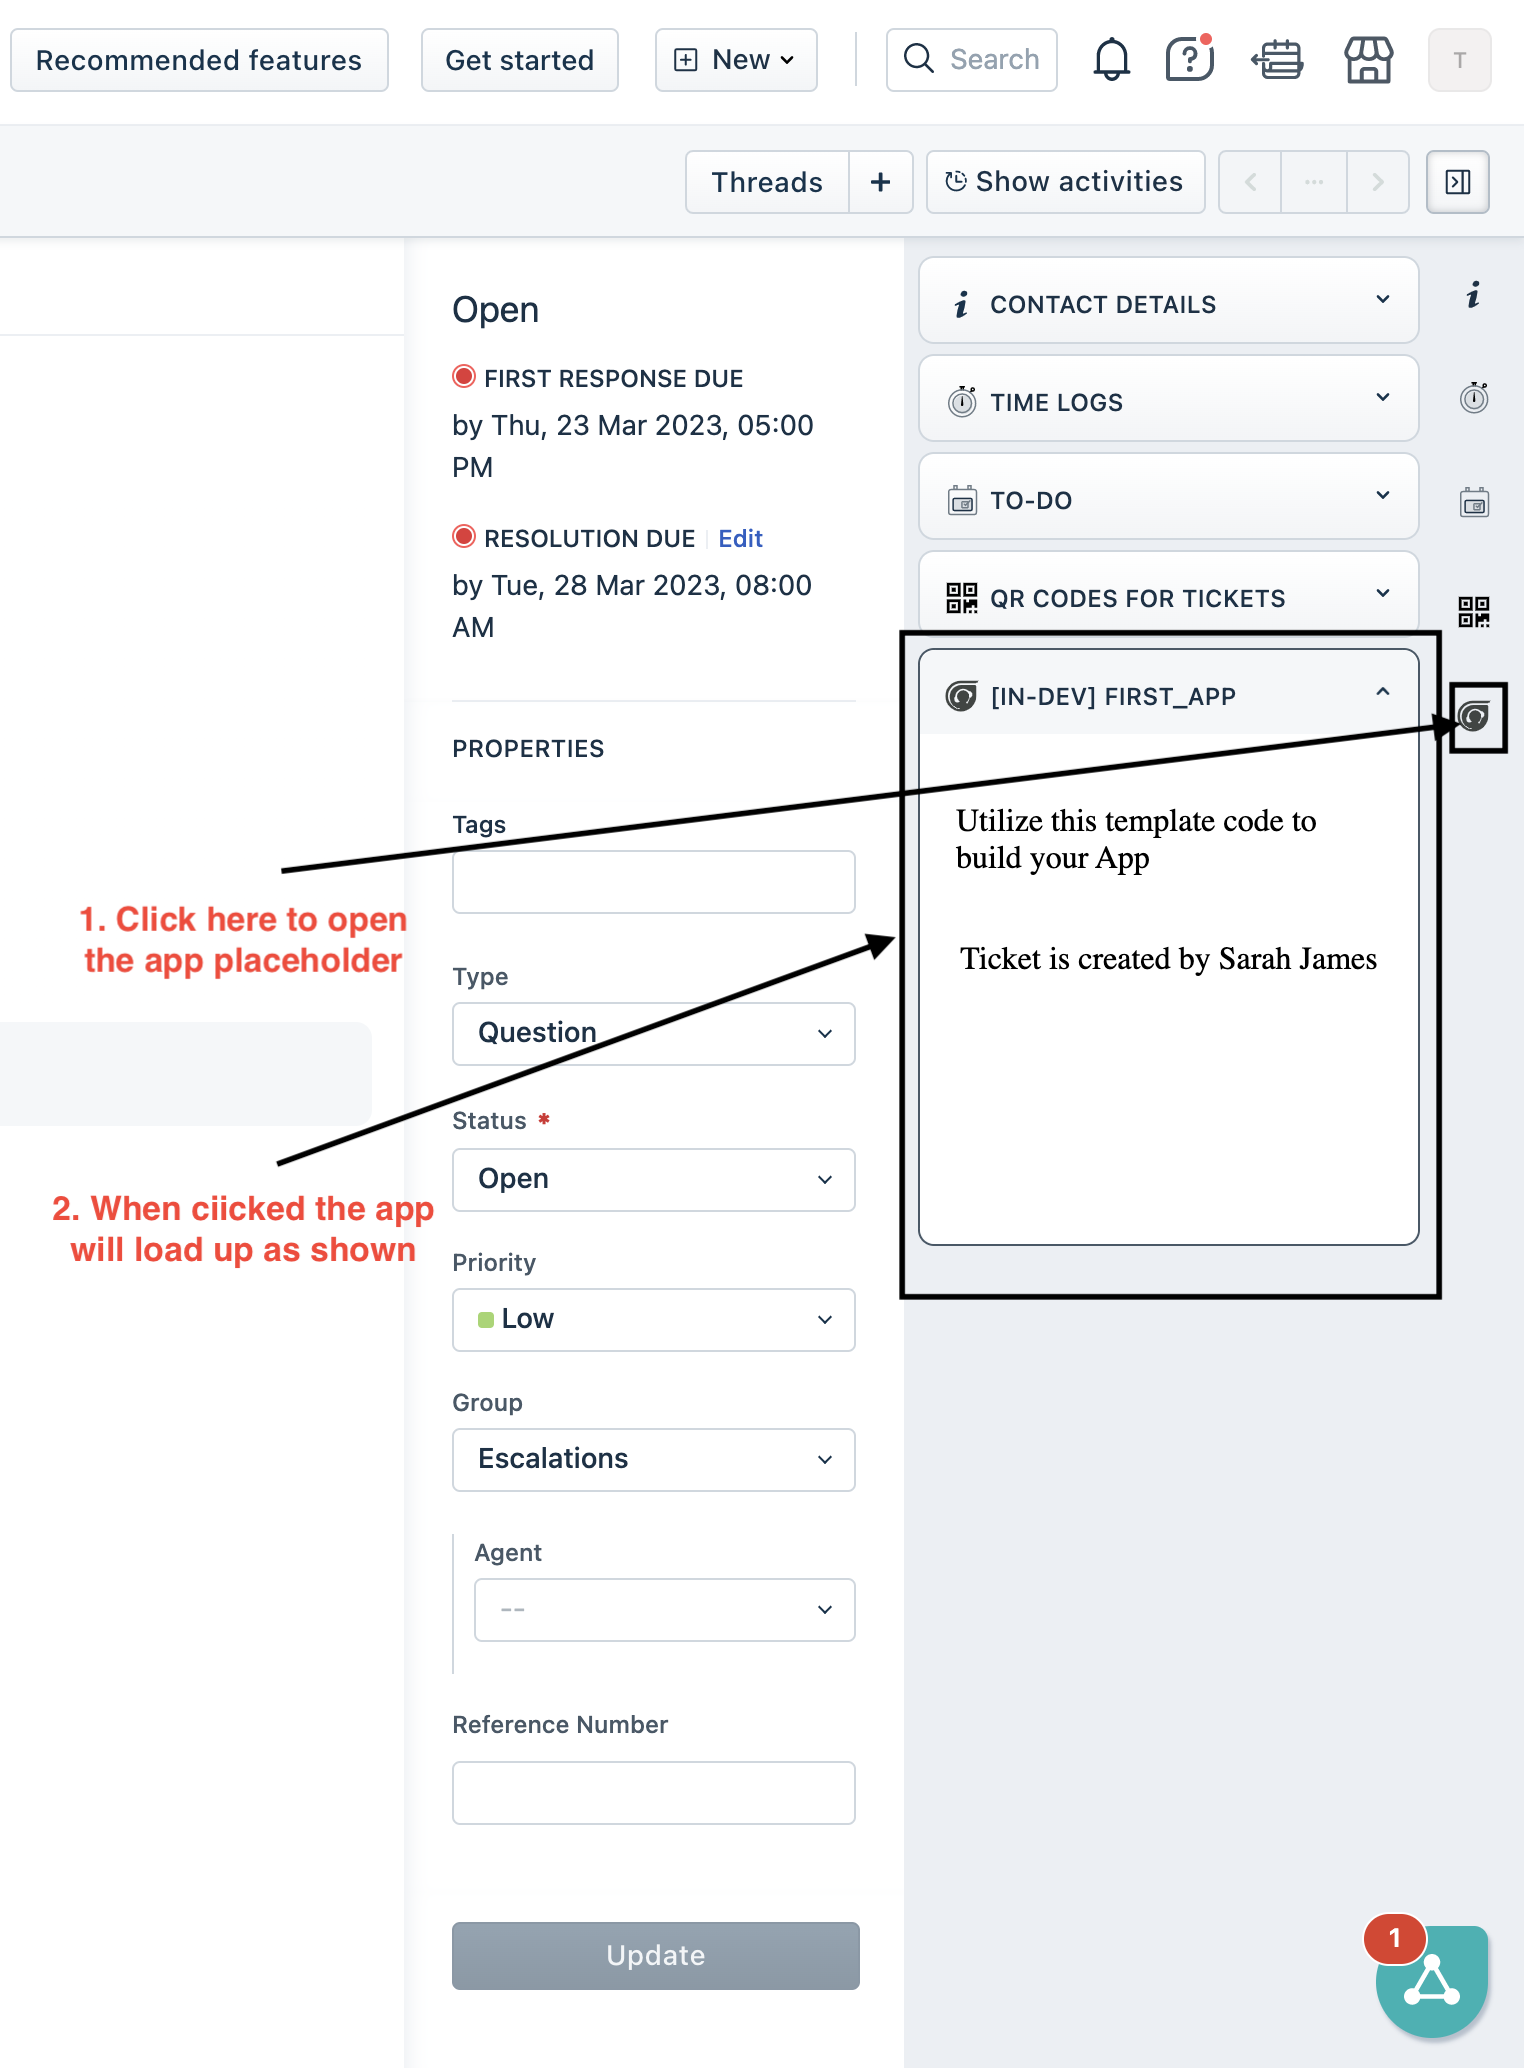 Recommended features
Get started
New
Search
T
Threads
+
Show activities
Open
FIRST RESPONSE DUE
by Thu, 23 Mar 2023, 05:00
PM
RESOLUTION DUE
Edit
by Tue, 28 Mar 2023, 08:00
AM
PROPERTIES
Tags
Type
Question
Status *
Open
Priority
Low
Group
Escalations
Agent
--
Reference Number
Update
CONTACT DETAILS
TIME LOGS
TO-DO
QR CODES FOR TICKETS
[IN-DEV] FIRST_APP
Utilize this template code to
build your App
Ticket is created by Sarah James
1. Click here to open
the app placeholder
2. When ciicked the app
will load up as shown
1